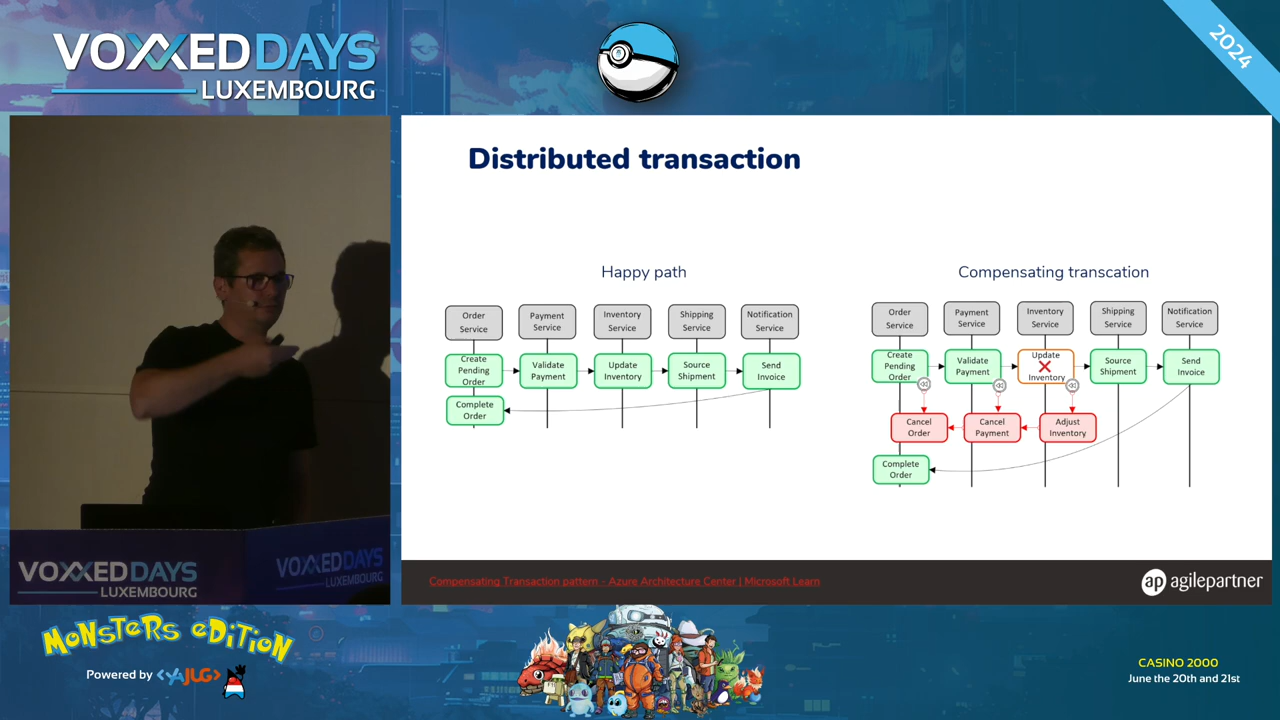 VOXXEDDAYS
LUXEMBOURG
2024
Distributed transaction
Happy path
Order
Service
Payment
Service
Inventory
Service
Shipping
Service
Notification
Service
Create
Pending
Order
Validate
Payment
Update
Inventory
Source
Shipment
Send
Invoice
Complete
Order
Compensating transcation
Order
Service
Payment
Service
Inventory
Service
Shipping
Service
Notification
Service
Create
Pending
Order
Validate
Payment
Update
Inventory
Source
Shipment
Send
Invoice
Cancel
Order
Cancel
Payment
Adjust
Inventory
Complete
Order
Compensating Transaction pattern - Azure Architecture Center | Microsoft Learn
ap agilepartner
VOXXEDDAYS
LUXEMBOURG
VOXXEDDAYS
LUXEMBOURG
MONSTERS EDITION
Powered by <YAJUG>
CASINO 2000
June the 20th and 21st